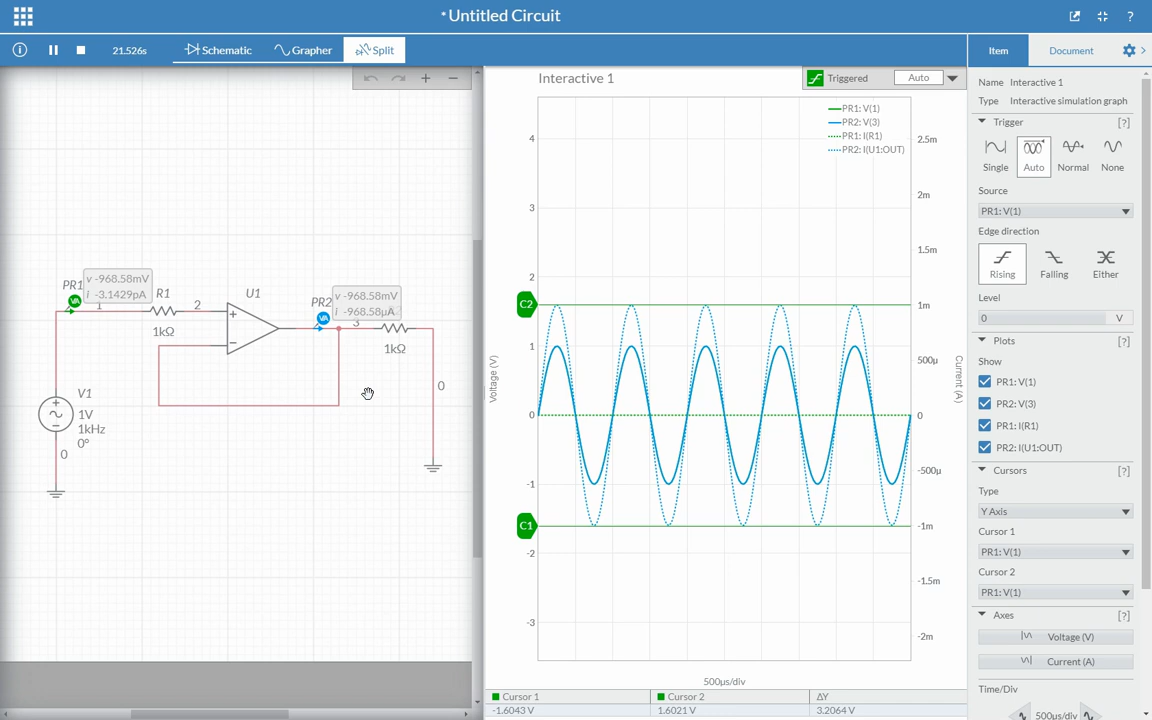 *Untitled Circuit
?
21.526s
Schematic
Grapher
Split
Item
Document
Interactive 1
Triggered
Auto
PR1: V(1)
PR2: V(3)
PR1: I(R1)
PR2: I(U1:OUT)
4
3
2
1
0
-1
-2
-3
2.5m
2m
1.5m
1m
500µ
0
-500µ
-1m
-1.5m
-2m
Voltage (V)
Current (A)
C2
C1
500µs/div
Cursor 1
Cursor 2
ΔY
-1.6043 V
1.6021 V
3.2064 V
PR1
VA
v -968.58mV
i -3.1429pA
1
R1
1kΩ
2
U1
PR2
VA
v -968.58mV
i -968.58µA
3
1kΩ
0
V1
1V
1kHz
0°
0
Name Interactive 1
Type Interactive simulation graph
Trigger [?]
Single
Auto
Normal
None
Source
PR1: V(1)
Edge direction
Rising
Falling
Either
Level
0 V
Plots [?]
Show
PR1: V(1)
PR2: V(3)
PR1: I(R1)
PR2: I(U1:OUT)
Cursors [?]
Type
Y Axis
Cursor 1
PR1: V(1)
Cursor 2
PR1: V(1)
Axes [?]
Voltage (V)
Current (A)
Time/Div
500µs/div